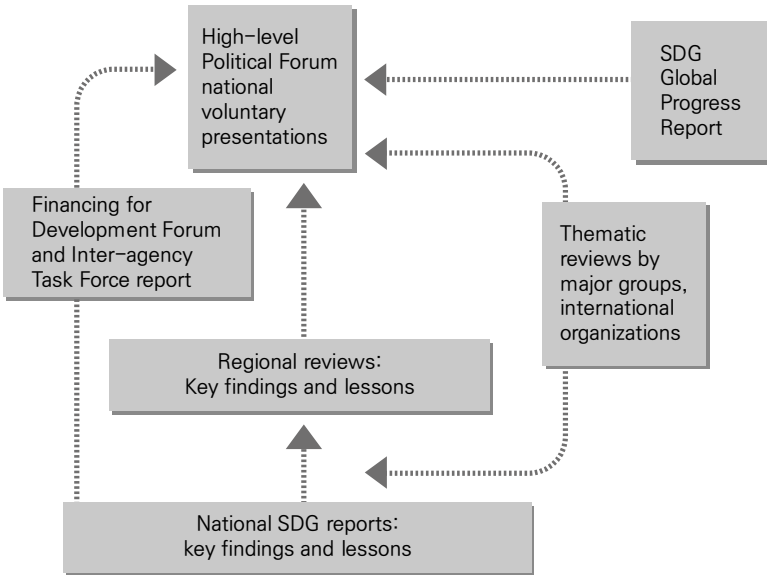 High-level
Political Forum
national
voluntary
presentations
SDG
Global
Progress
Report
Financing for
Development Forum
and Inter-agency
Task Force report
Thematic
reviews by
major groups,
international
organizations
Regional reviews:
Key findings and lessons
National SDG reports:
key findings and lessons